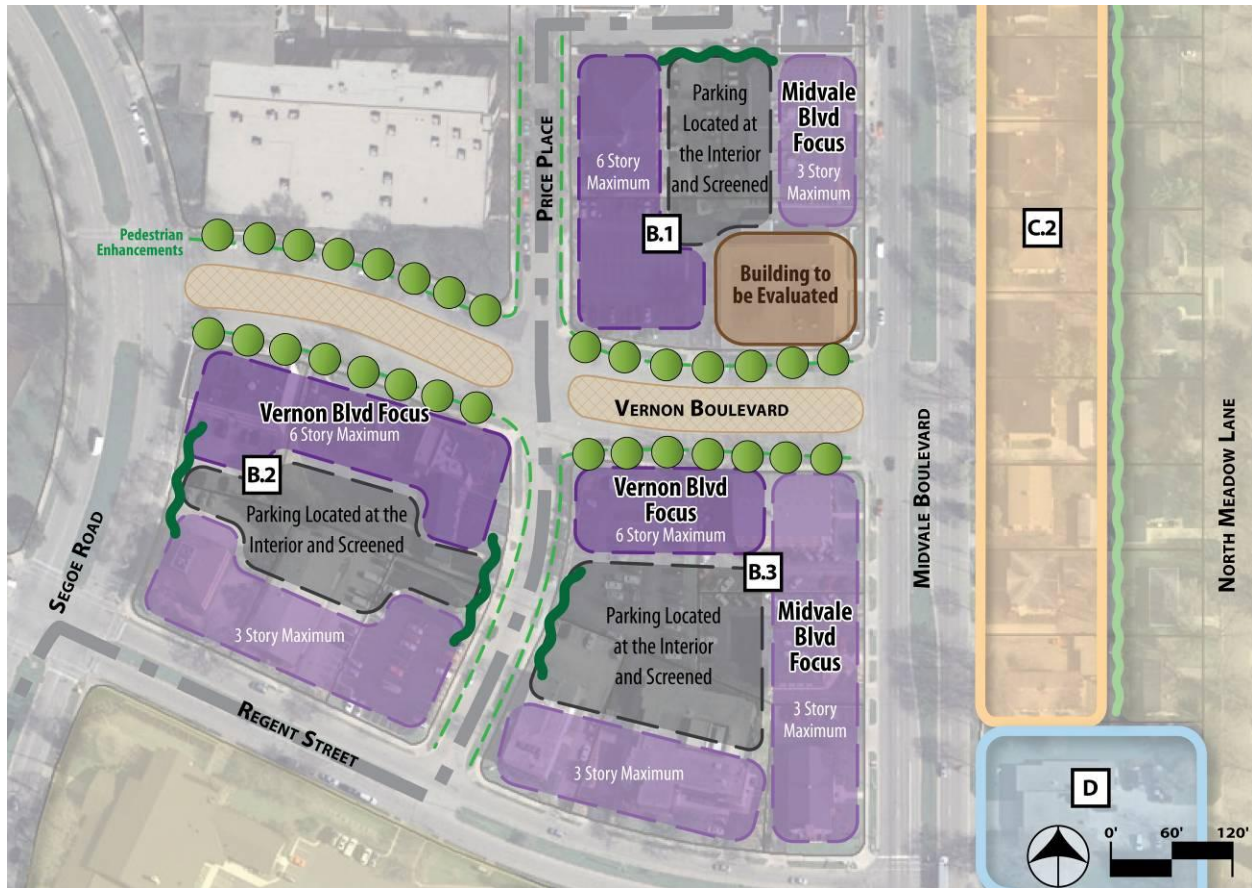 Parking
Located at
the Interior
and Screened
Midvale
Blvd
Focus
3 Story
Maximum
6 Story
Maximum
PRICE PLACE
B.1
C.2
Pedestrian
Enhancements
Building to
be Evaluated
VERNON BOULEVARD
Vernon Blvd Focus
6 Story Maximum
B.2
Parking Located at the
Interior and Screened
3 Story Maximum
SEGOE ROAD
REGENT STREET
Vernon Blvd
Focus
6 Story Maximum
B.3
Parking Located
at the Interior
and Screened
Midvale
Blvd
Focus
3 Story
Maximum
3 Story Maximum
MIDVALE BOULEVARD
NORTH MEADOW LANE
D
0' 60' 120'